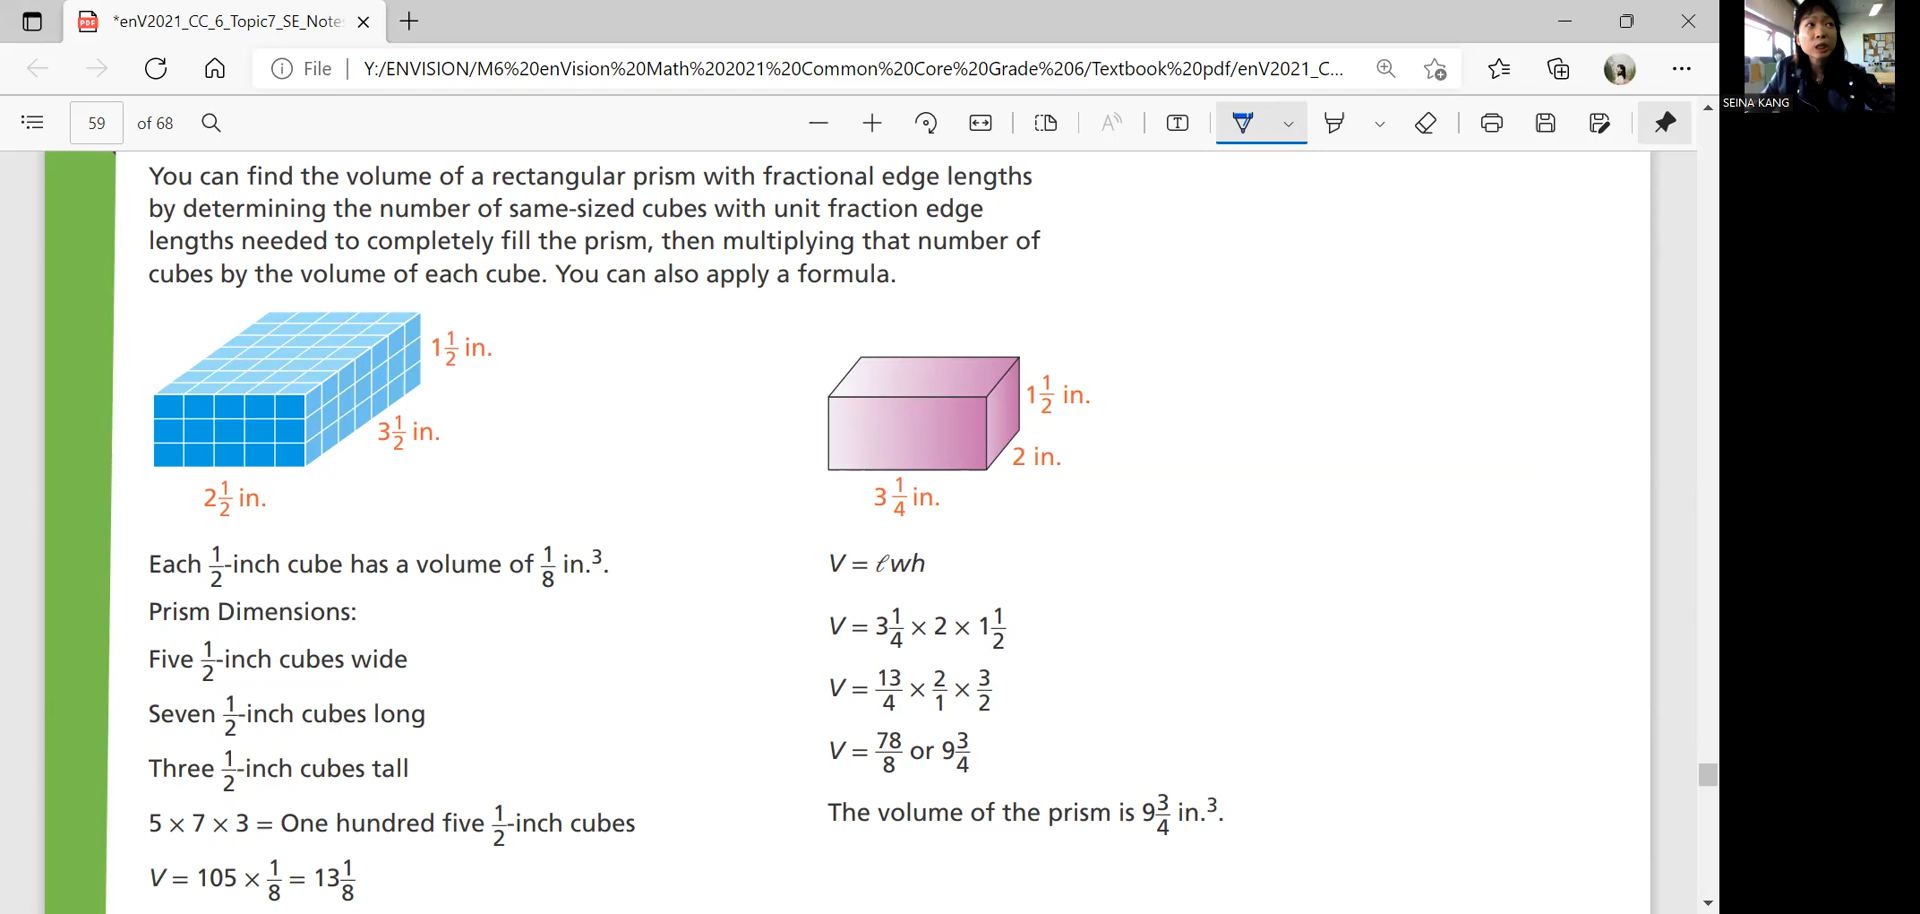 *enV2021_CC_6_Topic7_SE_Note
File
Y:/ENVISION/M6%20enVision%20Math%202021%20Common%20Core%20Grade%206/Textbook%20pdf/enV2021_C...
59 of 68
SEINA KANG
You can find the volume of a rectangular prism with fractional edge lengths
by determining the number of same-sized cubes with unit fraction edge
lengths needed to completely fill the prism, then multiplying that number of
cubes by the volume of each cube. You can also apply a formula.
1 1/2 in.
3 1/2 in.
2 1/2 in.
Each 1/2-inch cube has a volume of 1/8 in.³.
Prism Dimensions:
Five 1/2-inch cubes wide
Seven 1/2-inch cubes long
Three 1/2-inch cubes tall
5 × 7 × 3 = One hundred five 1/2-inch cubes
V = 105 × 1/8 = 13 1/8
1 1/2 in.
2 in.
3 1/4 in.
V = ℓwh
V = 3 1/4 × 2 × 1 1/2
V = 13/4 × 2/1 × 3/2
V = 78/8 or 9 3/4
The volume of the prism is 9 3/4 in.³.